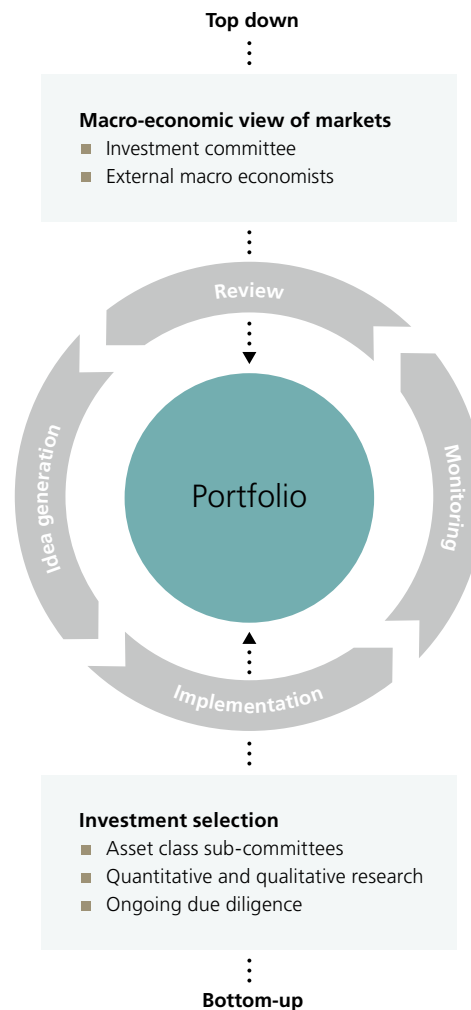 Top down
Macro-economic view of markets
Investment committee
External macro economists
Review
Idea generation
Portfolio
Monitoring
Implementation
Investment selection
Asset class sub-committees
Quantitative and qualitative research
Ongoing due diligence
Bottom-up